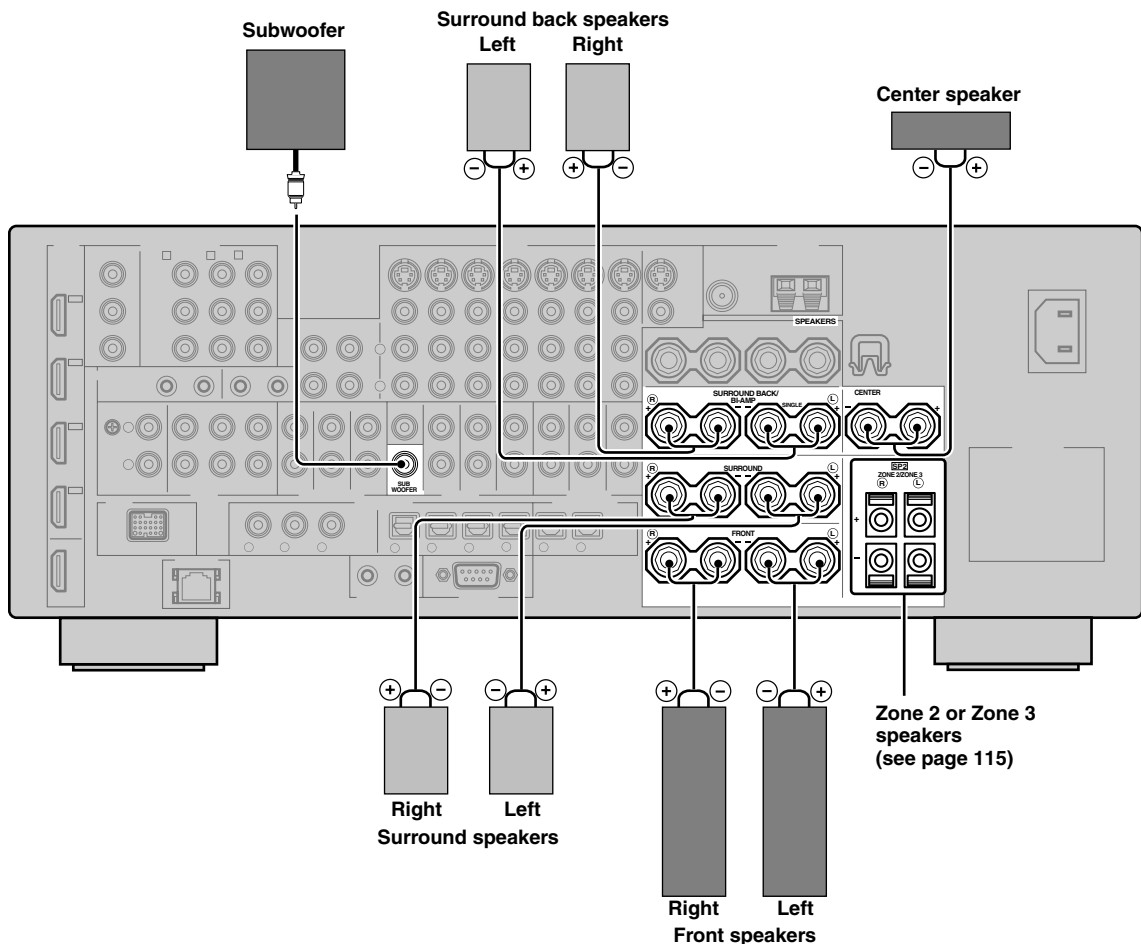 Surround back speakers
Subwoofer
Left Right
Center speaker
− + + −
− +
SPEAKERS
R SURROUND BACK/ L CENTER
BI-AMP
SINGLE
+ − − + − +
SP2
ZONE 2/ZONE 3
R L
R SURROUND L
+ − − +
SUB
WOOFER
+
−
R FRONT L
+ − − +
+ − − +
+ − − +
Zone 2 or Zone 3
speakers
(see page 115)
Right Left
Surround speakers
Right Left
Front speakers